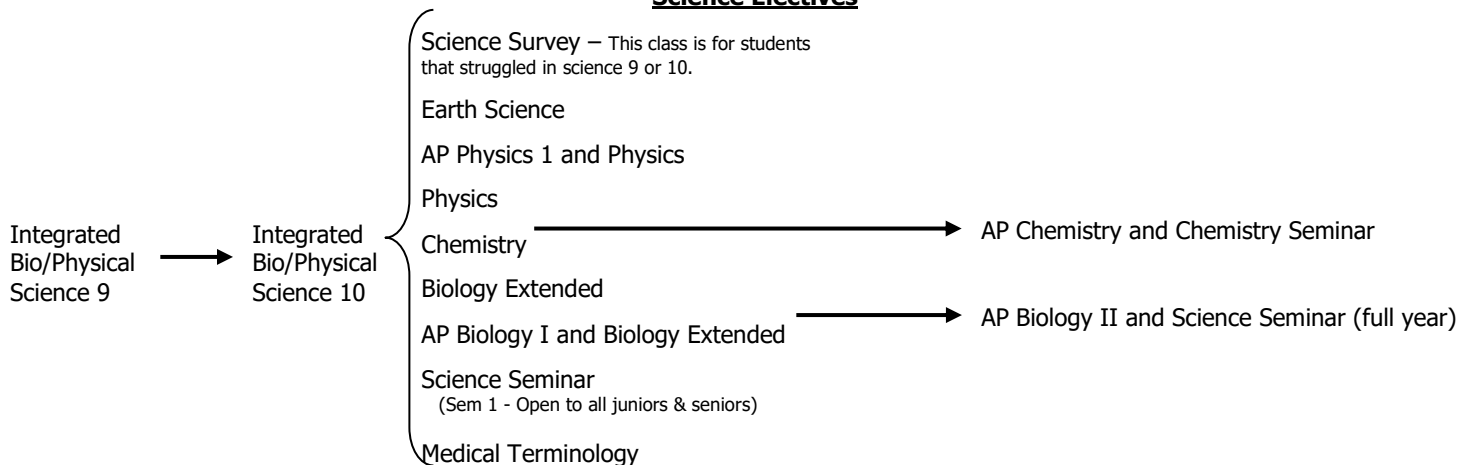 Science Electives
Science Survey – This class is for students
that struggled in science 9 or 10.
Earth Science
AP Physics 1 and Physics
Physics
Integrated
Bio/Physical
Science 9
Integrated
Bio/Physical
Science 10
Chemistry
AP Chemistry and Chemistry Seminar
Biology Extended
AP Biology I and Biology Extended
AP Biology II and Science Seminar (full year)
Science Seminar
(Sem 1 - Open to all juniors & seniors)
Medical Terminology